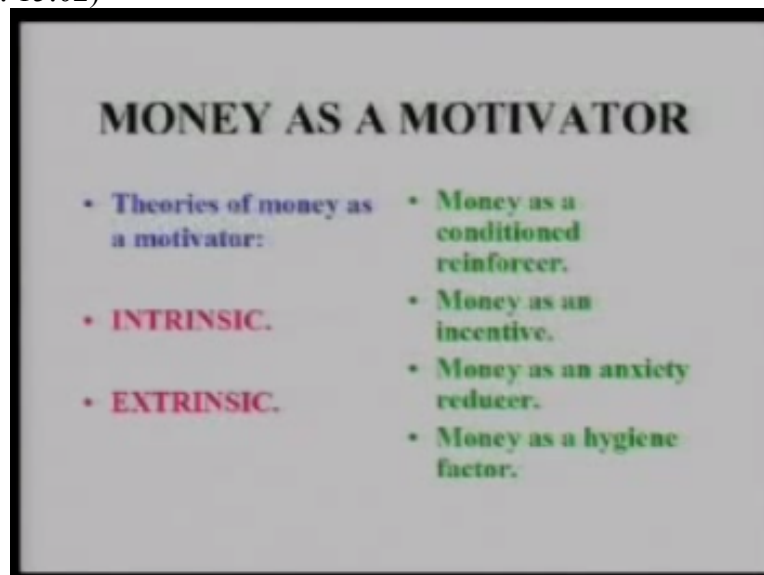 MONEY AS A MOTIVATOR
• Theories of money as
a motivator:
• INTRINSIC.
• EXTRINSIC.
• Money as a
conditioned
reinforcer.
• Money as an
incentive.
• Money as an anxiety
reducer.
• Money as a hygiene
factor.